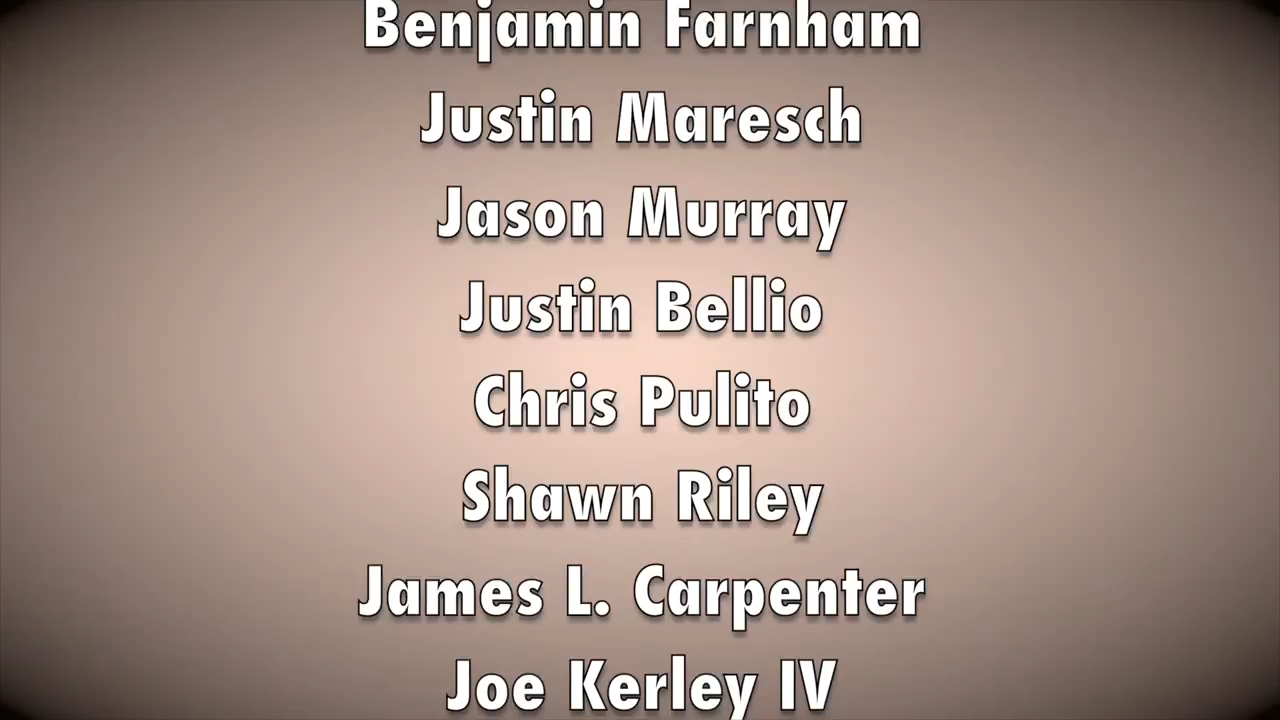 Benjamin Farnham
Justin Maresch
Jason Murray
Justin Bellio
Chris Pulito
Shawn Riley
James L. Carpenter
Joe Kerley IV